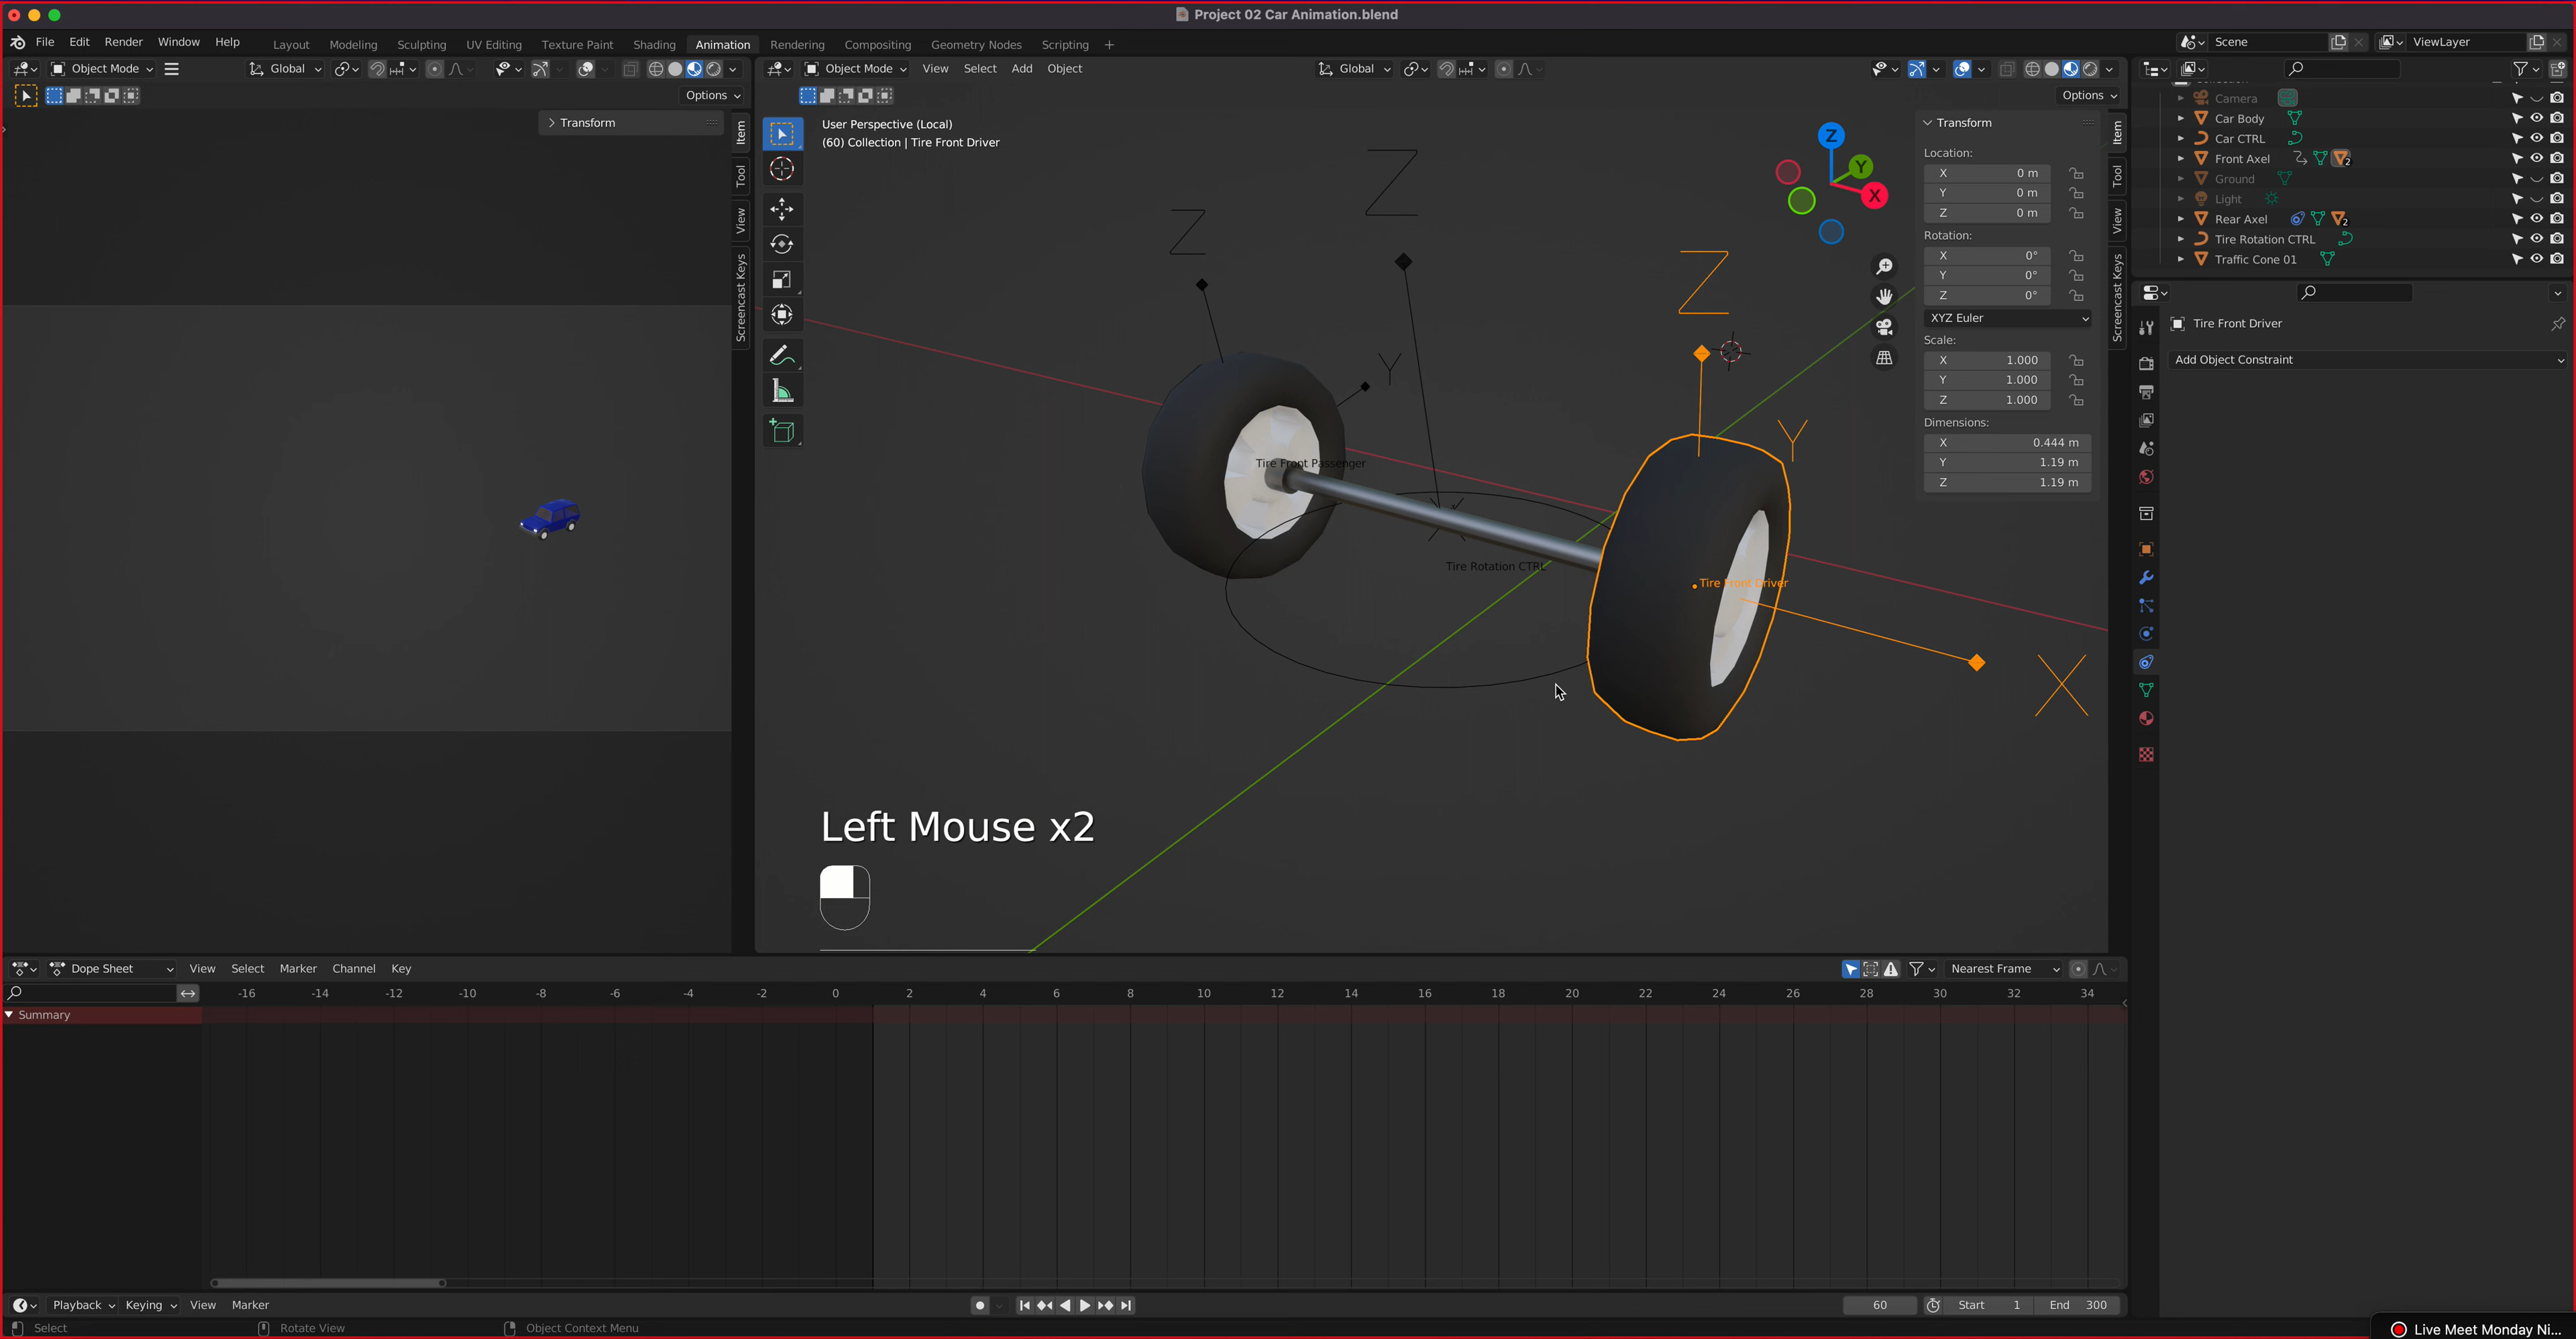 Project 02 Car Animation.blend
File Edit Render Window Help Layout Modeling Sculpting UV Editing Texture Paint Shading Animation Rendering Compositing Geometry Nodes Scripting + Scene ViewLayer
Object Mode Global Object Mode View Select Add Object Global
Options Options
Transform
Item
Tool
View
Screencast Keys
User Perspective (Local)
(60) Collection | Tire Front Driver
Z
Z
Z
Y
Y
X
X
Tire Front Passenger
Tire Rotation CTRL
Tire Front Driver
Z
Y
X
Left Mouse x2
Transform
Location:
X 0 m
Y 0 m
Z 0 m
Rotation:
X 0°
Y 0°
Z 0°
XYZ Euler
Scale:
X 1.000
Y 1.000
Z 1.000
Dimensions:
X 0.444 m
Y 1.19 m
Z 1.19 m
Item
Tool
View
Screencast Keys
Camera
Car Body
Car CTRL
Front Axel 2
Ground
Light
Rear Axel 2
Tire Rotation CTRL
Traffic Cone 01
Tire Front Driver
Add Object Constraint
Dope Sheet View Select Marker Channel Key Nearest Frame
-16 -14 -12 -10 -8 -6 -4 -2 0 2 4 6 8 10 12 14 16 18 20 22 24 26 28 30 32 34
Summary
Playback Keying View Marker 60 Start 1 End 300
Select Rotate View Object Context Menu
Live Meet Monday Ni...